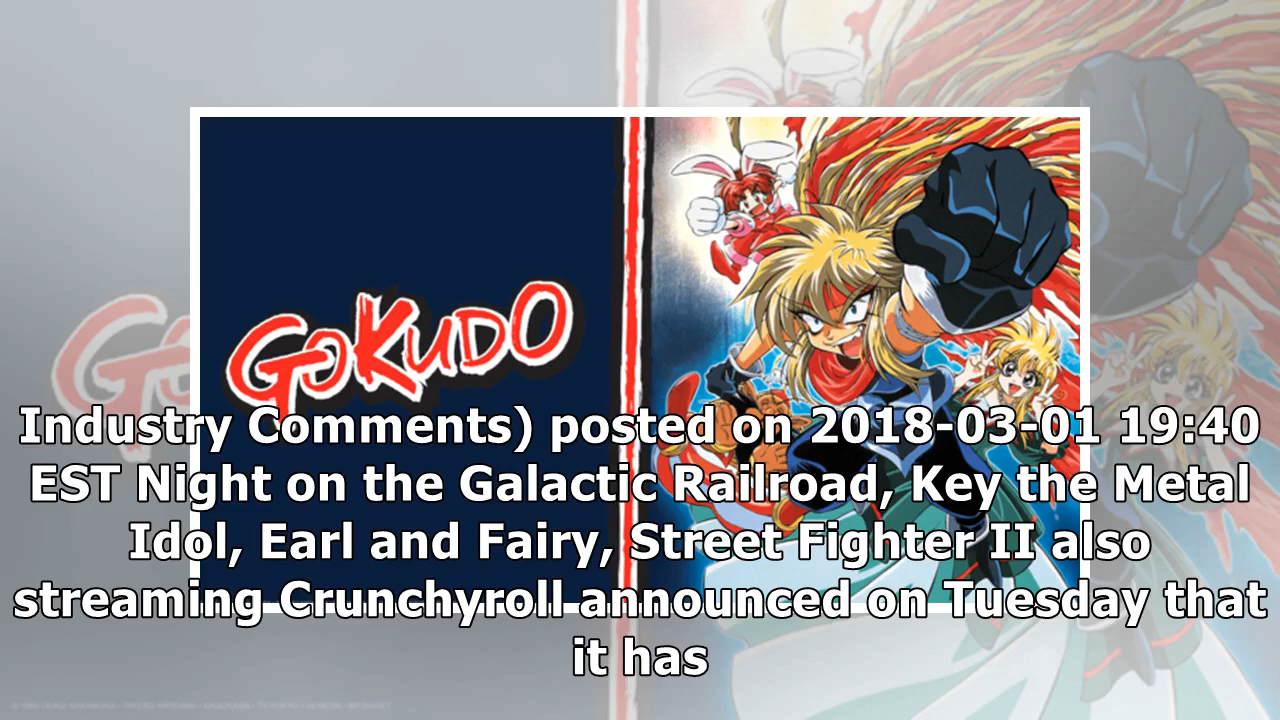 GOKUDO
Industry Comments) posted on 2018-03-01 19:40
EST Night on the Galactic Railroad, Key the Metal
Idol, Earl and Fairy, Street Fighter II also
streaming Crunchyroll announced on Tuesday that
it has